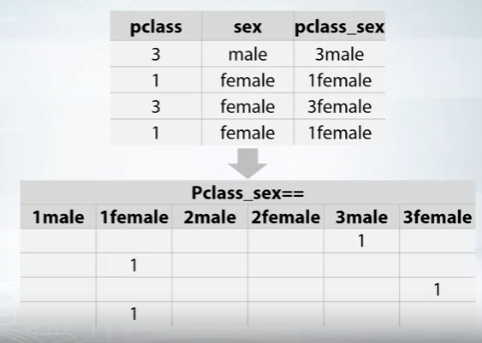 pclass sex pclass_sex
3 male 3male
1 female 1female
3 female 3female
1 female 1female
Pclass_sex==
1male 1female 2male 2female 3male 3female
1
1
1
1